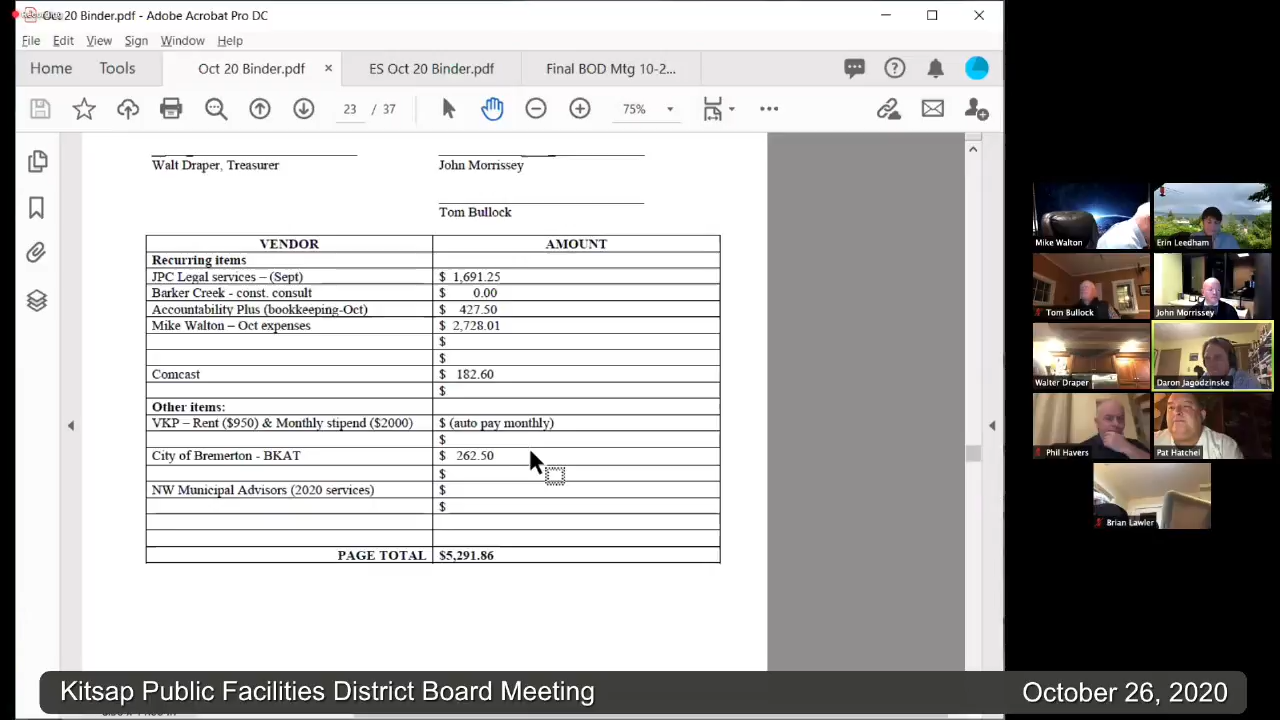 Oct 20 Binder.pdf - Adobe Acrobat Pro DC
File Edit View Sign Window Help
Home Tools Oct 20 Binder.pdf × ES Oct 20 Binder.pdf Final BOD Mtg 10-2...
23 / 37 75%
Walt Draper, Treasurer John Morrissey
Tom Bullock
VENDOR AMOUNT
Recurring items
JPC Legal services – (Sept) $ 1,691.25
Barker Creek - const. consult $ 0.00
Accountability Plus (bookkeeping-Oct) $ 427.50
Mike Walton – Oct expenses $ 2,728.01
$
$
Comcast $ 182.60
$
Other items:
VKP – Rent ($950) & Monthly stipend ($2000) $ (auto pay monthly)
$
City of Bremerton - BKAT $ 262.50
$
NW Municipal Advisors (2020 services) $
$
PAGE TOTAL $5,291.86
Mike Walton Erin Leedham
Tom Bullock John Morrissey
Walter Draper Daron Jagodzinske
Phil Havers Pat Hatchel
Brian Lawler
Kitsap Public Facilities District Board Meeting October 26, 2020